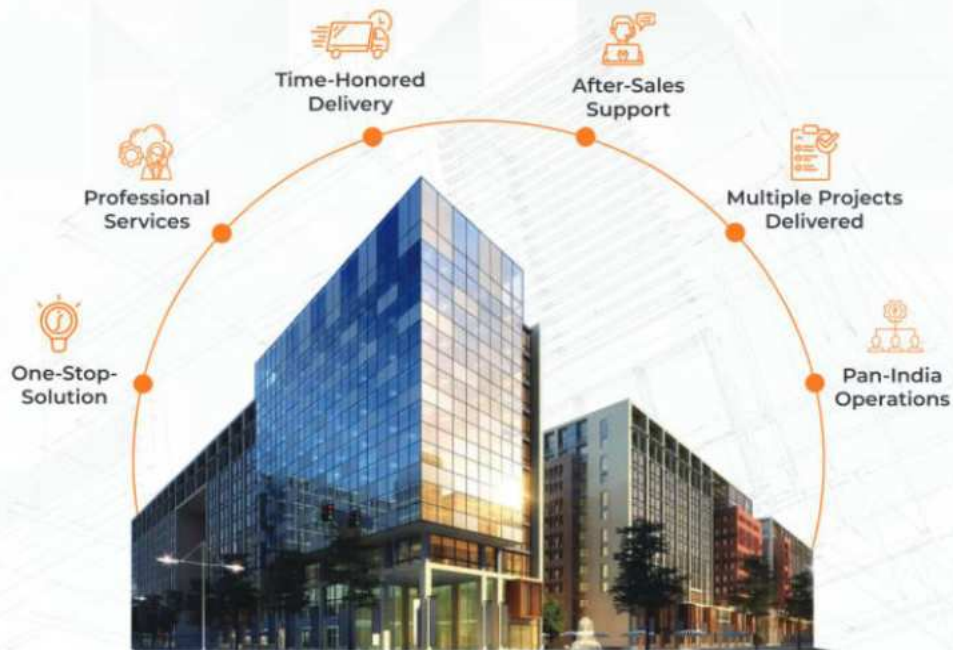 Time-Honored
Delivery
After-Sales
Support
Professional
Services
Multiple Projects
Delivered
One-Stop-
Solution
Pan-India
Operations